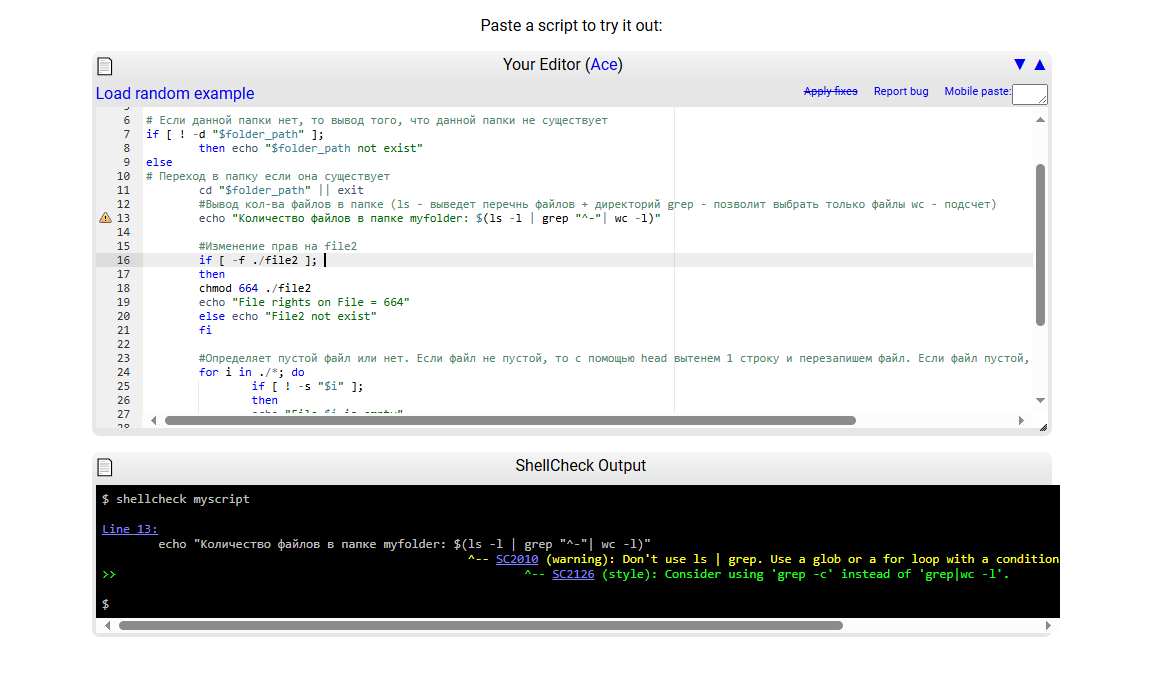 Paste a script to try it out:
Your Editor (Ace)
▼ ▲
Load random example
Apply fixes Report bug Mobile paste:
6 # Если данной папки нет, то вывод того, что данной папки не существует
7 if [ ! -d "$folder_path" ];
8 then echo "$folder_path not exist"
9 else
10 # Переход в папку если она существует
11 cd "$folder_path" || exit
12 #Вывод кол-ва файлов в папке (ls - выведет перечнь файлов + директорий grep - позволит выбрать только файлы wc - подсчет)
13 echo "Количество файлов в папке myfolder: $(ls -l | grep "^-"| wc -l)"
14
15 #Изменение прав на file2
16 if [ -f ./file2 ];
17 then
18 chmod 664 ./file2
19 echo "File rights on File = 664"
20 else echo "File2 not exist"
21 fi
22
23 #Определяет пустой файл или нет. Если файл не пустой, то с помощью head вытенем 1 строку и перезапишем файл. Если файл пустой,
24 for i in ./*; do
25 if [ ! -s "$i" ];
26 then
27 echo "File $i is empty"
28
ShellCheck Output
$ shellcheck myscript
Line 13:
echo "Количество файлов в папке myfolder: $(ls -l | grep "^-"| wc -l)"
^-- SC2010 (warning): Don't use ls | grep. Use a glob or a for loop with a condition
>> ^-- SC2126 (style): Consider using 'grep -c' instead of 'grep|wc -l'.
$